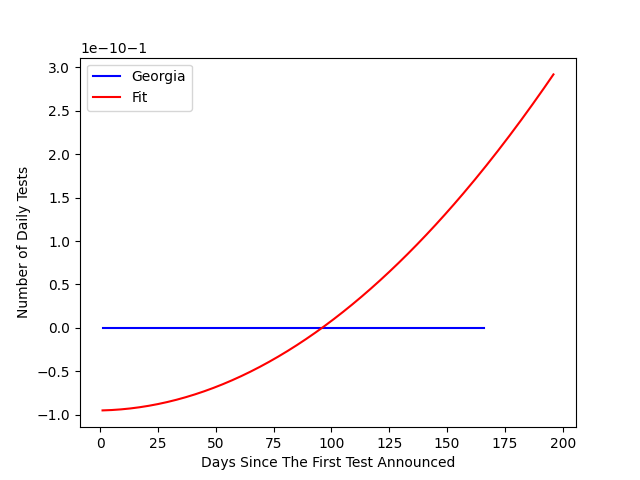 1e−10−1
3.0
2.5
2.0
1.5
1.0
0.5
0.0
−0.5
−1.0
Number of Daily Tests
Georgia
Fit
0 25 50 75 100 125 150 175 200
Days Since The First Test Announced